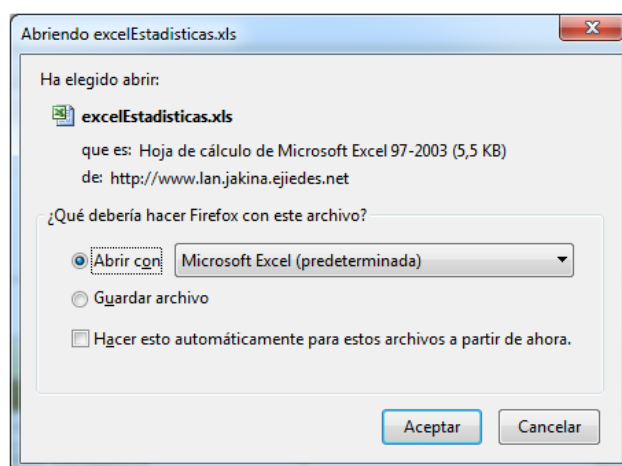 Abriendo excelEstadisticas.xls
Ha elegido abrir:
excelEstadisticas.xls
que es: Hoja de cálculo de Microsoft Excel 97-2003 (5,5 KB)
de: http://www.lan.jakina.ejiedes.net
¿Qué debería hacer Firefox con este archivo?
Abrir con Microsoft Excel (predeterminada)
Guardar archivo
Hacer esto automáticamente para estos archivos a partir de ahora.
Aceptar Cancelar